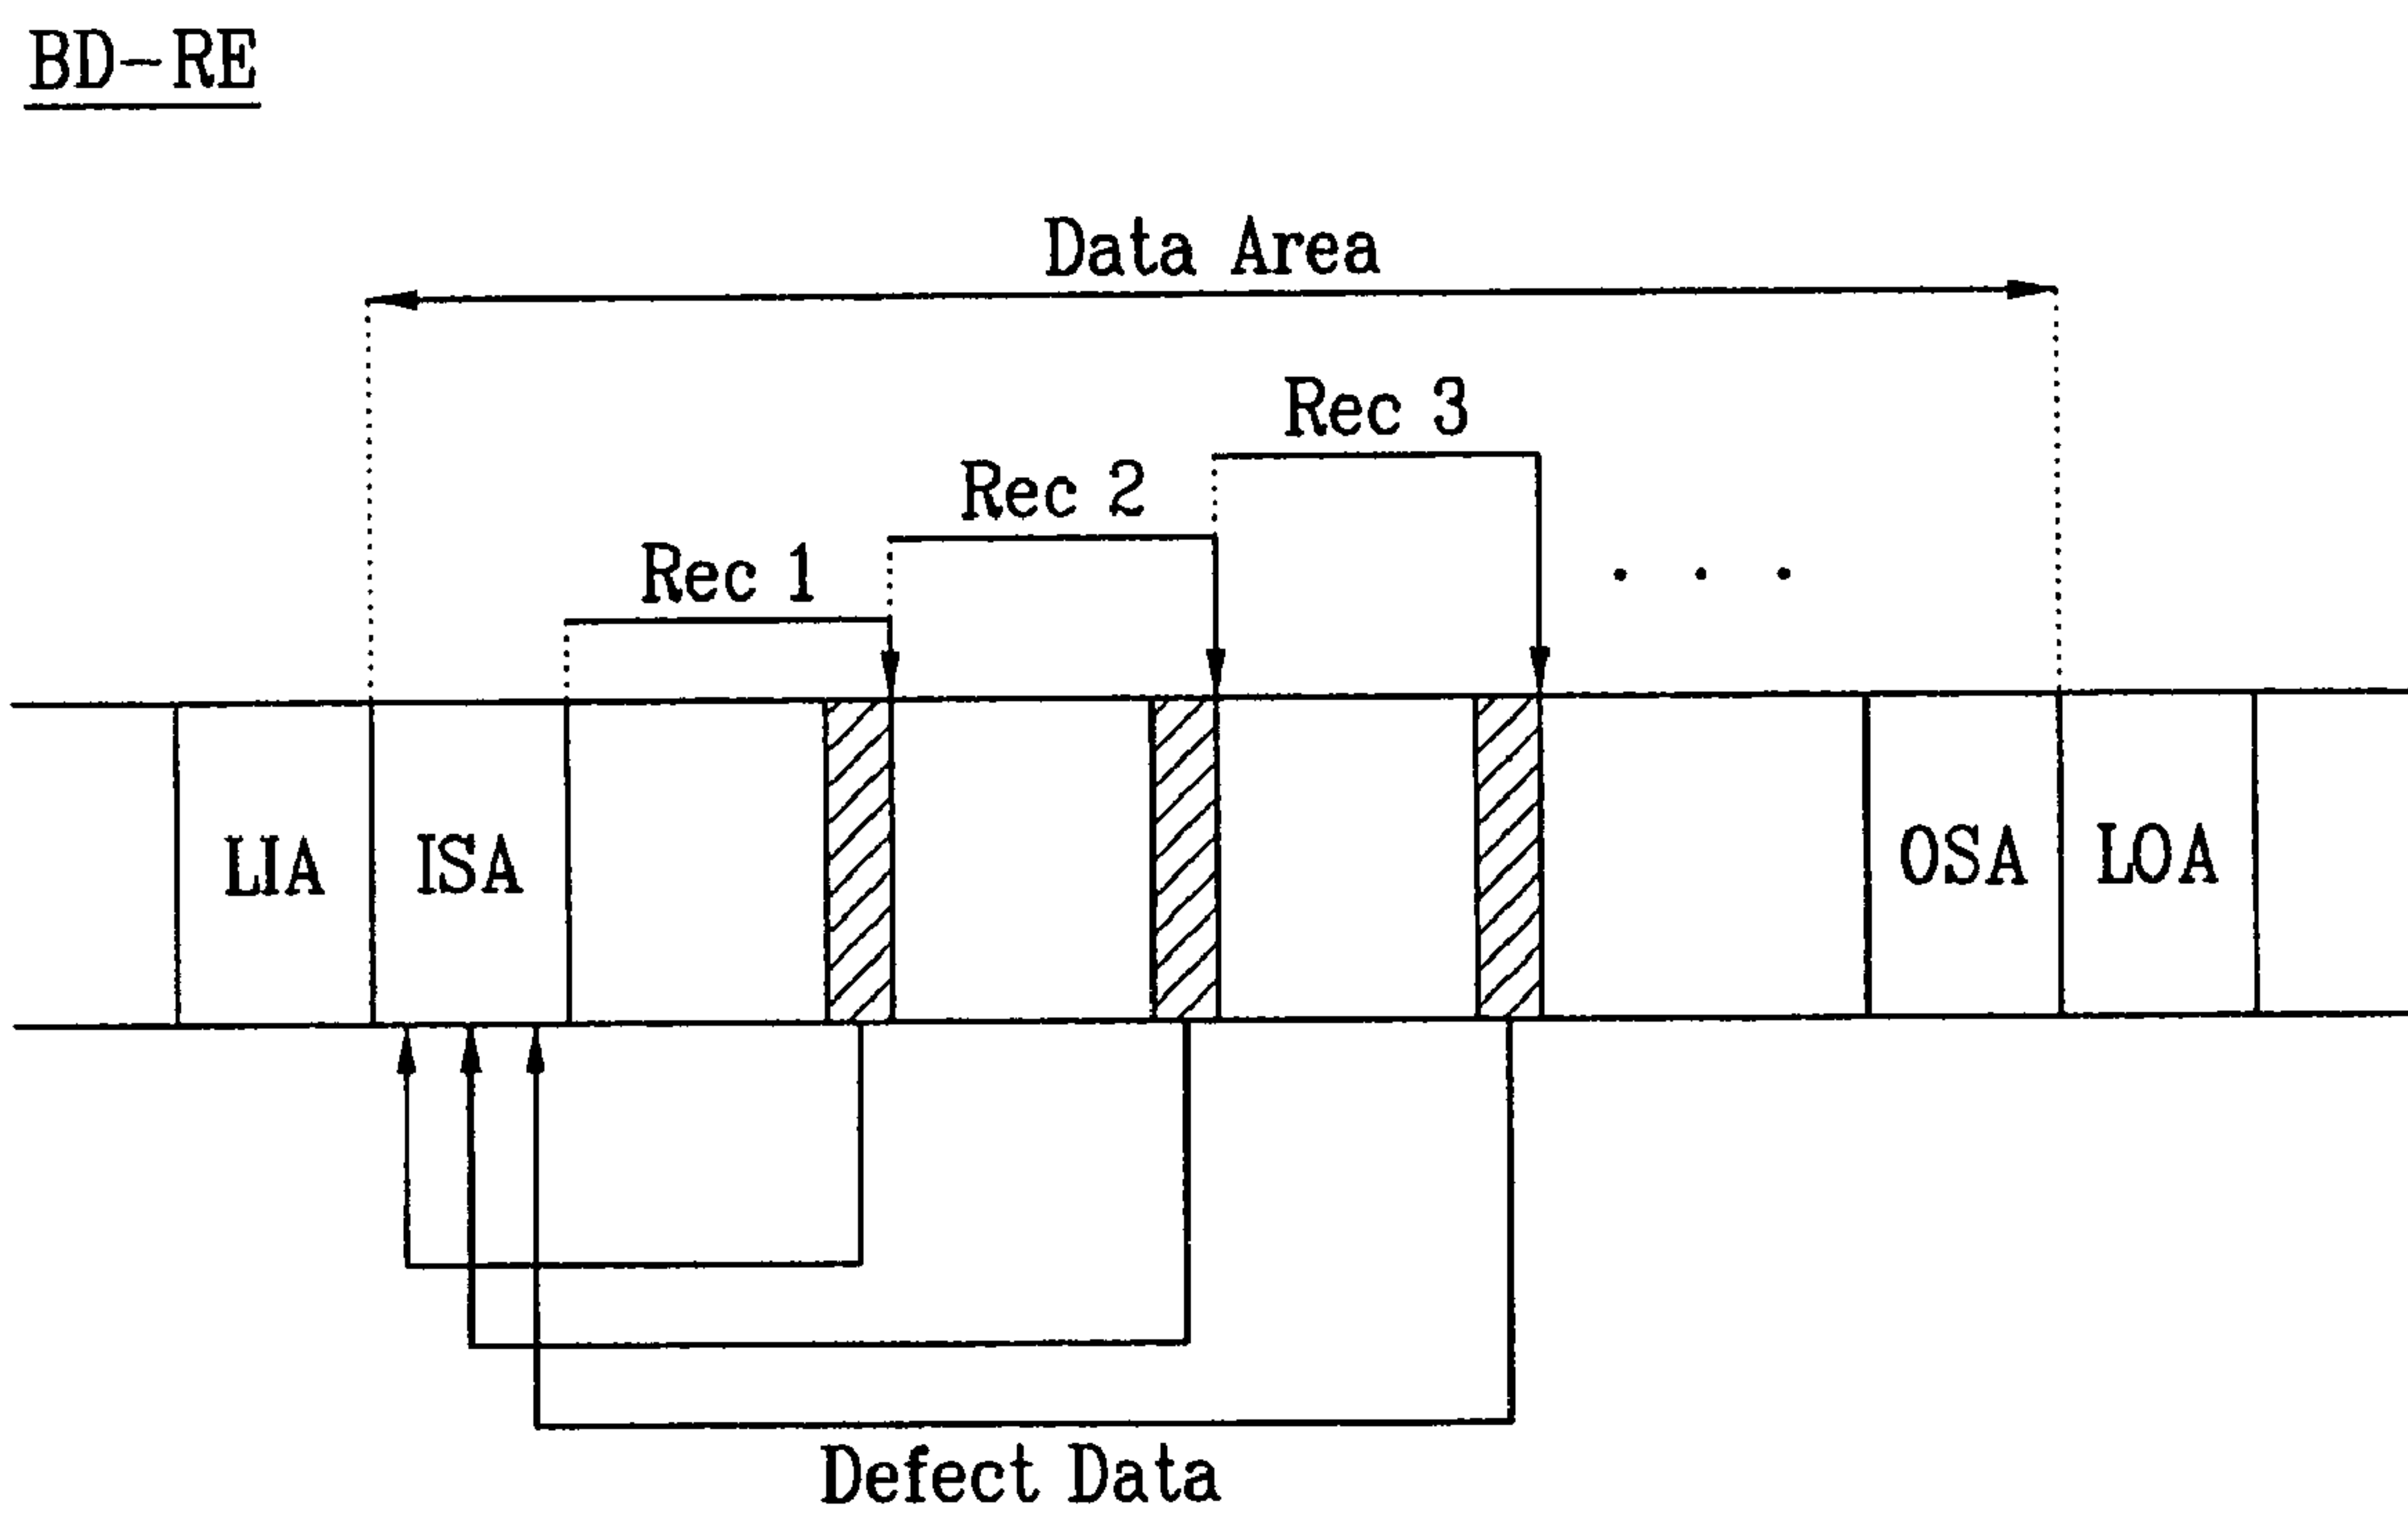 BD-RE
Data Area
Rec 3
Rec 2
Rec 1
. . .
LIA ISA OSA LOA
Defect Data